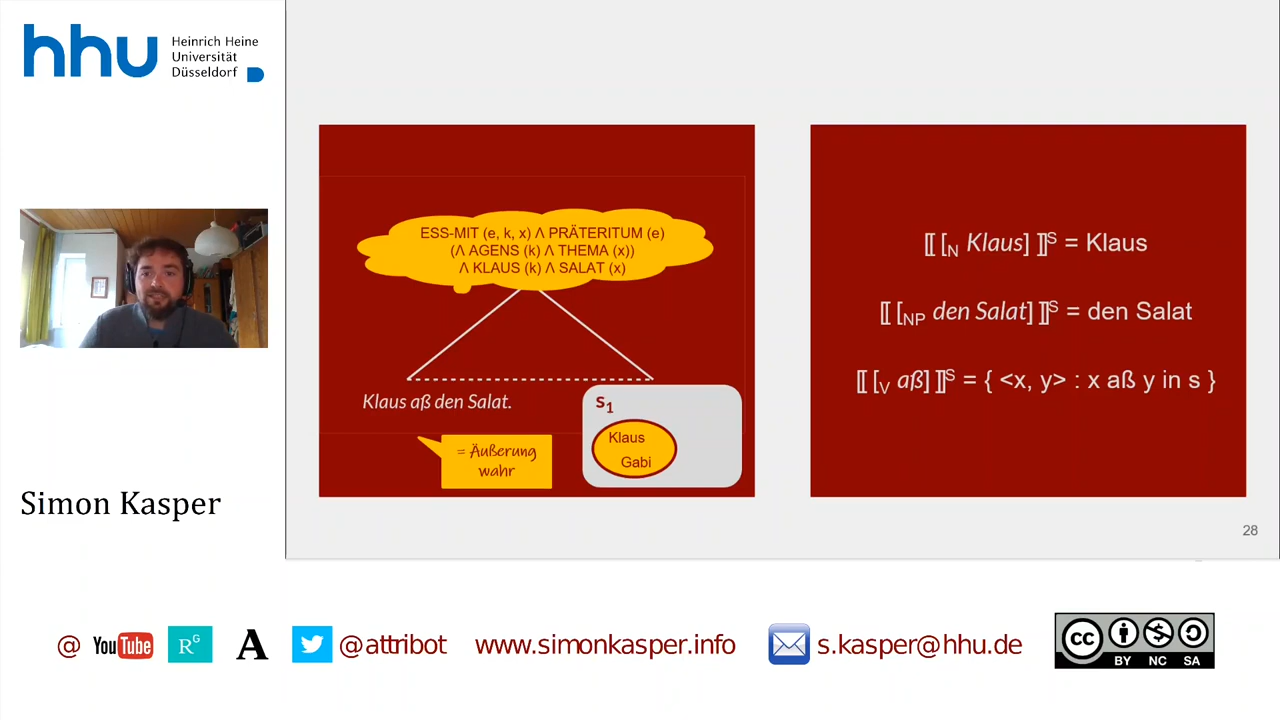 hhu
Heinrich Heine
Universität
Düsseldorf
Simon Kasper
ESS-MIT (e, k, x) Λ PRÄTERITUM (e)
(Λ AGENS (k) Λ THEMA (x))
Λ KLAUS (k) Λ SALAT (x)
Klaus aß den Salat.
= Äußerung
wahr
s1
Klaus
Gabi
⟦ [N Klaus] ⟧S = Klaus
⟦ [NP den Salat] ⟧S = den Salat
⟦ [V aß] ⟧S = { <x, y> : x aß y in s }
28
@ YouTube RG A @attribot www.simonkasper.info s.kasper@hhu.de
cc
BY NC SA